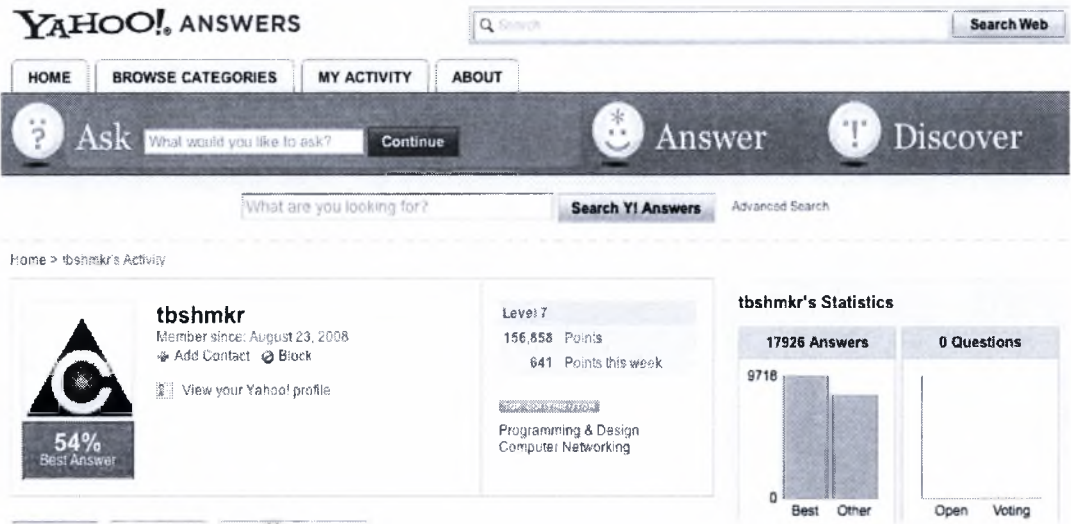 YAHOO! ANSWERS
Search
Search Web
HOME
BROWSE CATEGORIES
MY ACTIVITY
ABOUT
Ask
What would you like to ask?
Continue
Answer
Discover
What are you looking for?
Search Y! Answers
Advanced Search
Home > tbshmkr's Activity
tbshmkr
Member since: August 23, 2008
Add Contact
Block
View your Yahoo! profile
54%
Best Answer
Level 7
156,858 Points
641 Points this week
TOP CONTRIBUTOR
Programming & Design
Computer Networking
tbshmkr's Statistics
17926 Answers
9718
0
Best Other
0 Questions
Open Voting